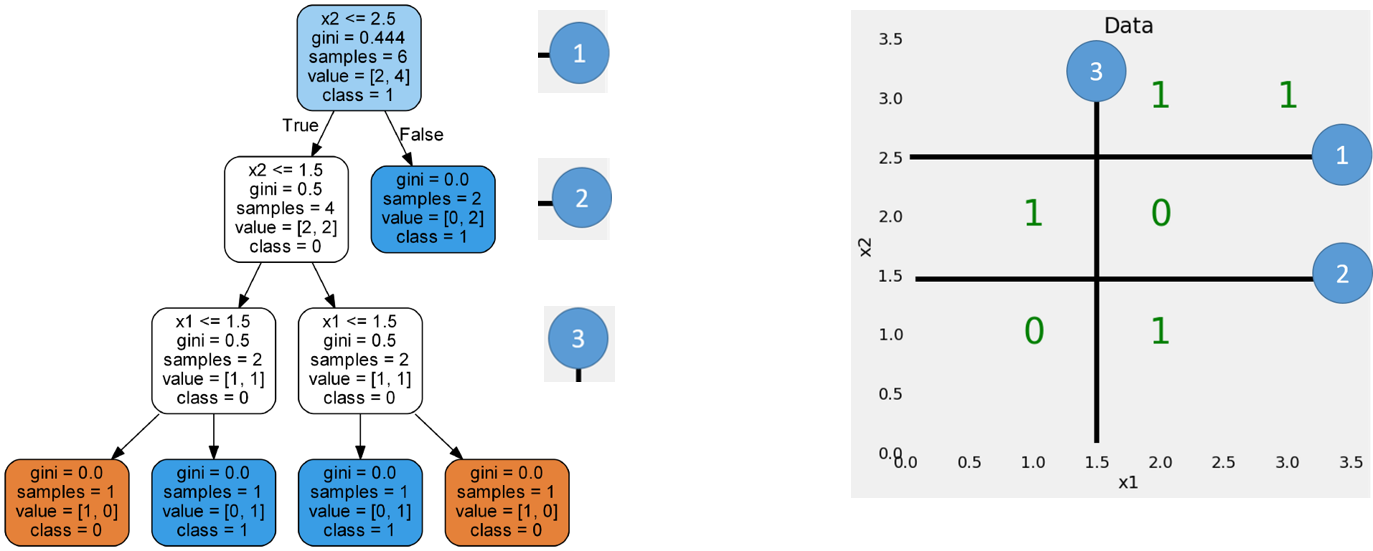 x2 <= 2.5
gini = 0.444
samples = 6
value = [2, 4]
class = 1
True
False
x2 <= 1.5
gini = 0.5
samples = 4
value = [2, 2]
class = 0
gini = 0.0
samples = 2
value = [0, 2]
class = 1
x1 <= 1.5
gini = 0.5
samples = 2
value = [1, 1]
class = 0
x1 <= 1.5
gini = 0.5
samples = 2
value = [1, 1]
class = 0
gini = 0.0
samples = 1
value = [1, 0]
class = 0
gini = 0.0
samples = 1
value = [0, 1]
class = 1
gini = 0.0
samples = 1
value = [0, 1]
class = 1
gini = 0.0
samples = 1
value = [1, 0]
class = 0
1
2
3
Data
3.5
3
3.0
1 1
2.5
1
2.0
1 0
x2
1.5
2
1.0
0 1
0.5
0.0
0.0 0.5 1.0 1.5 2.0 2.5 3.0 3.5
x1